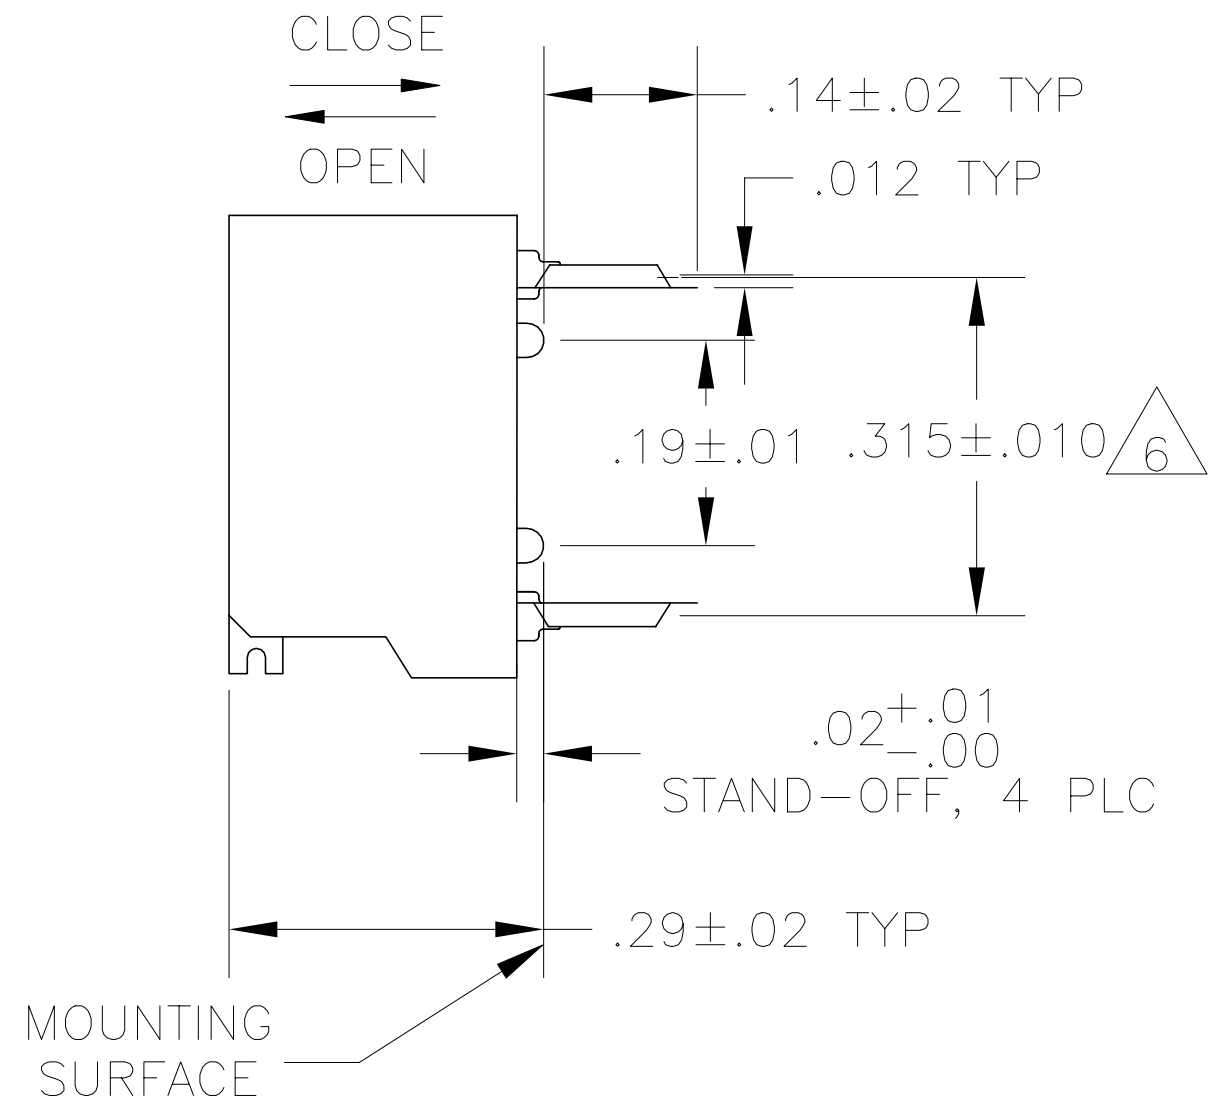 CLOSE
OPEN
.14±.02 TYP
.012 TYP
.19±.01
.315±.010
6
.02+.01
-.00
STAND-OFF, 4 PLC
.29±.02 TYP
MOUNTING
SURFACE